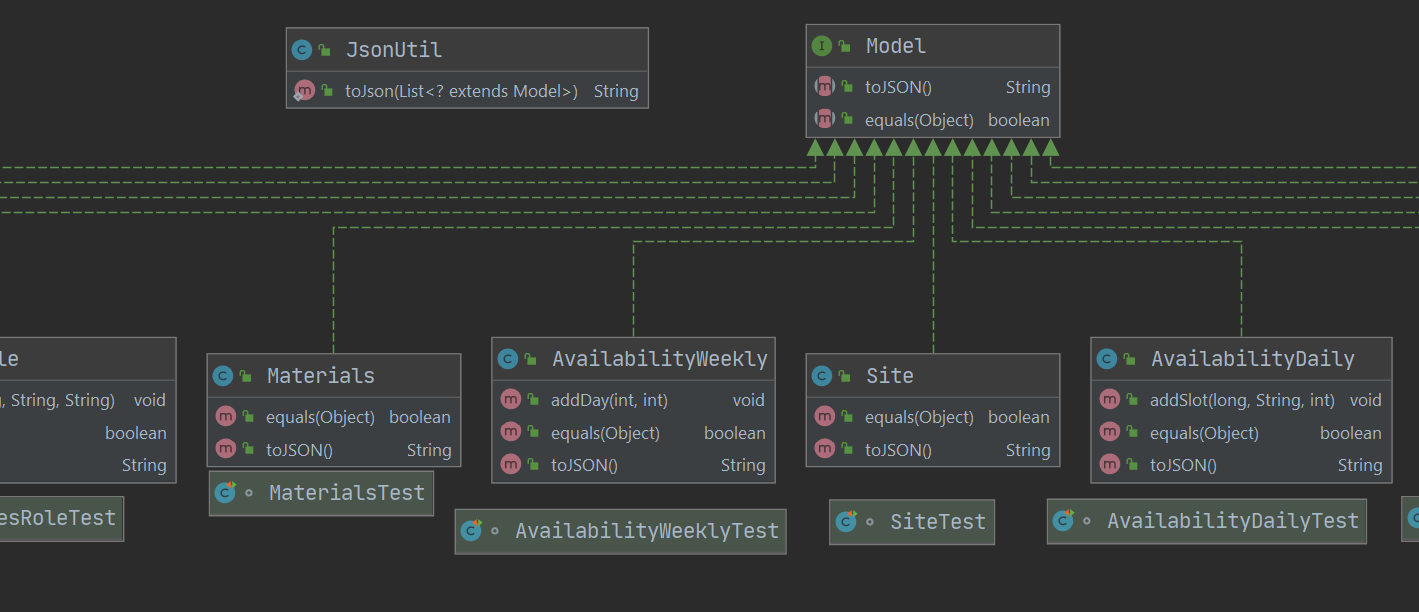 JsonUtil
toJson(List<? extends Model>) String
Model
toJSON() String
equals(Object) boolean
le
, String, String) void
boolean
String
esRoleTest
Materials
equals(Object) boolean
toJSON() String
MaterialsTest
AvailabilityWeekly
addDay(int, int) void
equals(Object) boolean
toJSON() String
AvailabilityWeeklyTest
Site
equals(Object) boolean
toJSON() String
SiteTest
AvailabilityDaily
addSlot(long, String, int) void
equals(Object) boolean
toJSON() String
AvailabilityDailyTest